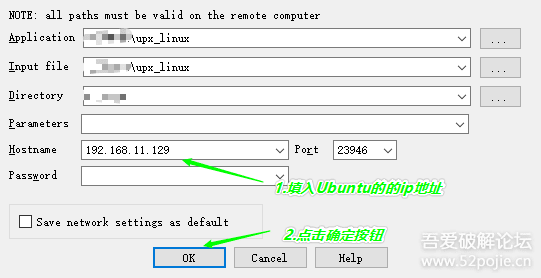 NOTE: all paths must be valid on the remote computer
Application \upx_linux ...
Input file \upx_linux ...
Directory ...
Parameters
Hostname 192.168.11.129 Port 23946
Password
1.填入Ubuntu的的ip地址
Save network settings as default
2.点击确定按钮
OK Cancel Help
吾爱破解论坛
www.52pojie.cn